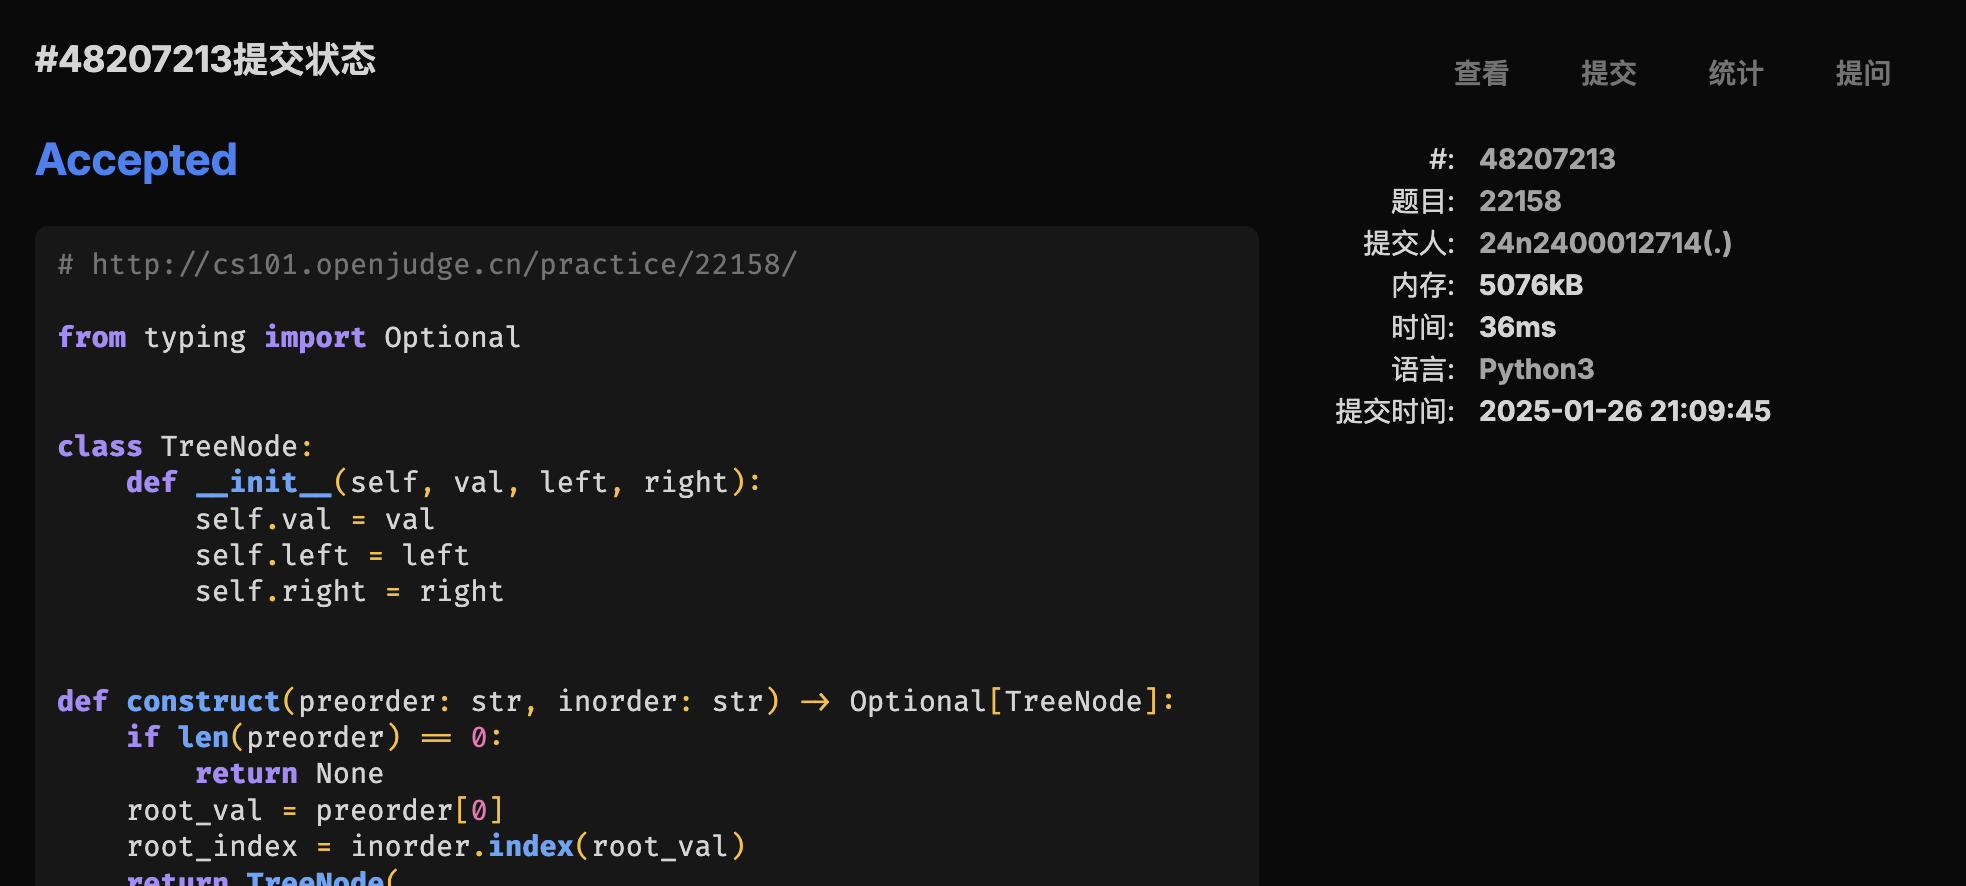 #48207213提交状态
查看 提交 统计 提问
Accepted
# http://cs101.openjudge.cn/practice/22158/
from typing import Optional
class TreeNode:
    def __init__(self, val, left, right):
        self.val = val
        self.left = left
        self.right = right
def construct(preorder: str, inorder: str) -> Optional[TreeNode]:
    if len(preorder) == 0:
        return None
    root_val = preorder[0]
    root_index = inorder.index(root_val)
    return TreeNode(
#: 48207213
题目: 22158
提交人: 24n2400012714(.)
内存: 5076kB
时间: 36ms
语言: Python3
提交时间: 2025-01-26 21:09:45